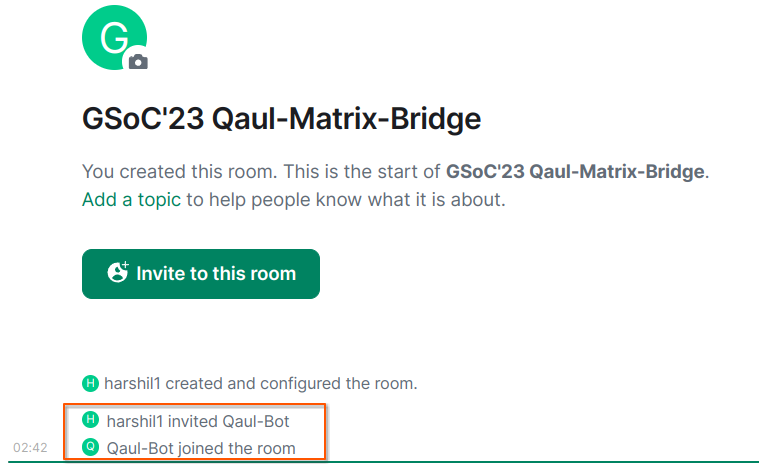 G
GSoC'23 Qaul-Matrix-Bridge
You created this room. This is the start of GSoC'23 Qaul-Matrix-Bridge.
Add a topic to help people know what it is about.
Invite to this room
H harshil1 created and configured the room.
H harshil1 invited Qaul-Bot
02:42 Q Qaul-Bot joined the room